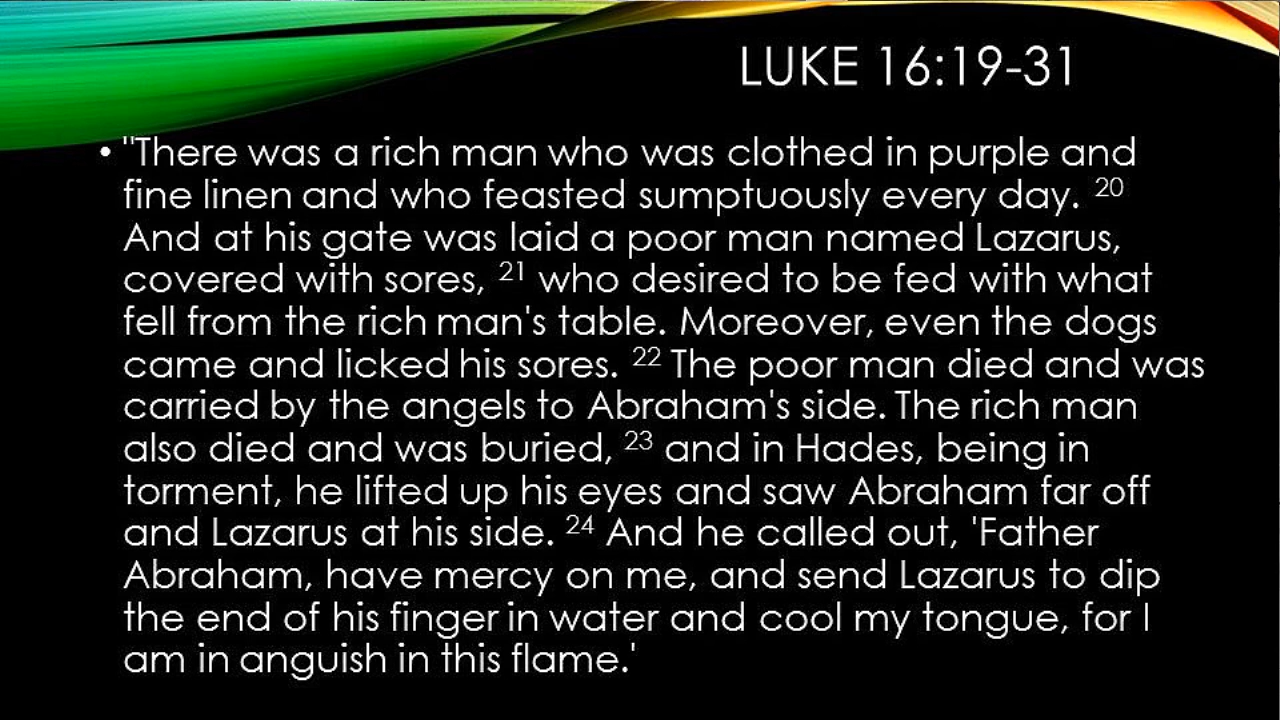 LUKE 16:19-31
• "There was a rich man who was clothed in purple and
fine linen and who feasted sumptuously every day. 20
And at his gate was laid a poor man named Lazarus,
covered with sores, 21 who desired to be fed with what
fell from the rich man's table. Moreover, even the dogs
came and licked his sores. 22 The poor man died and was
carried by the angels to Abraham's side. The rich man
also died and was buried, 23 and in Hades, being in
torment, he lifted up his eyes and saw Abraham far off
and Lazarus at his side. 24 And he called out, 'Father
Abraham, have mercy on me, and send Lazarus to dip
the end of his finger in water and cool my tongue, for I
am in anguish in this flame.'